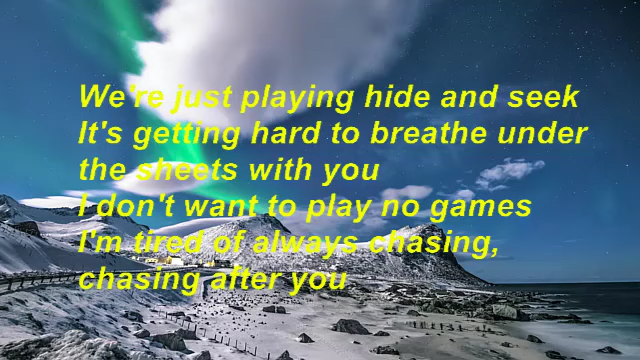 We're just playing hide and seek
It's getting hard to breathe under
the sheets with you
I don't want to play no games
I'm tired of always chasing,
chasing after you